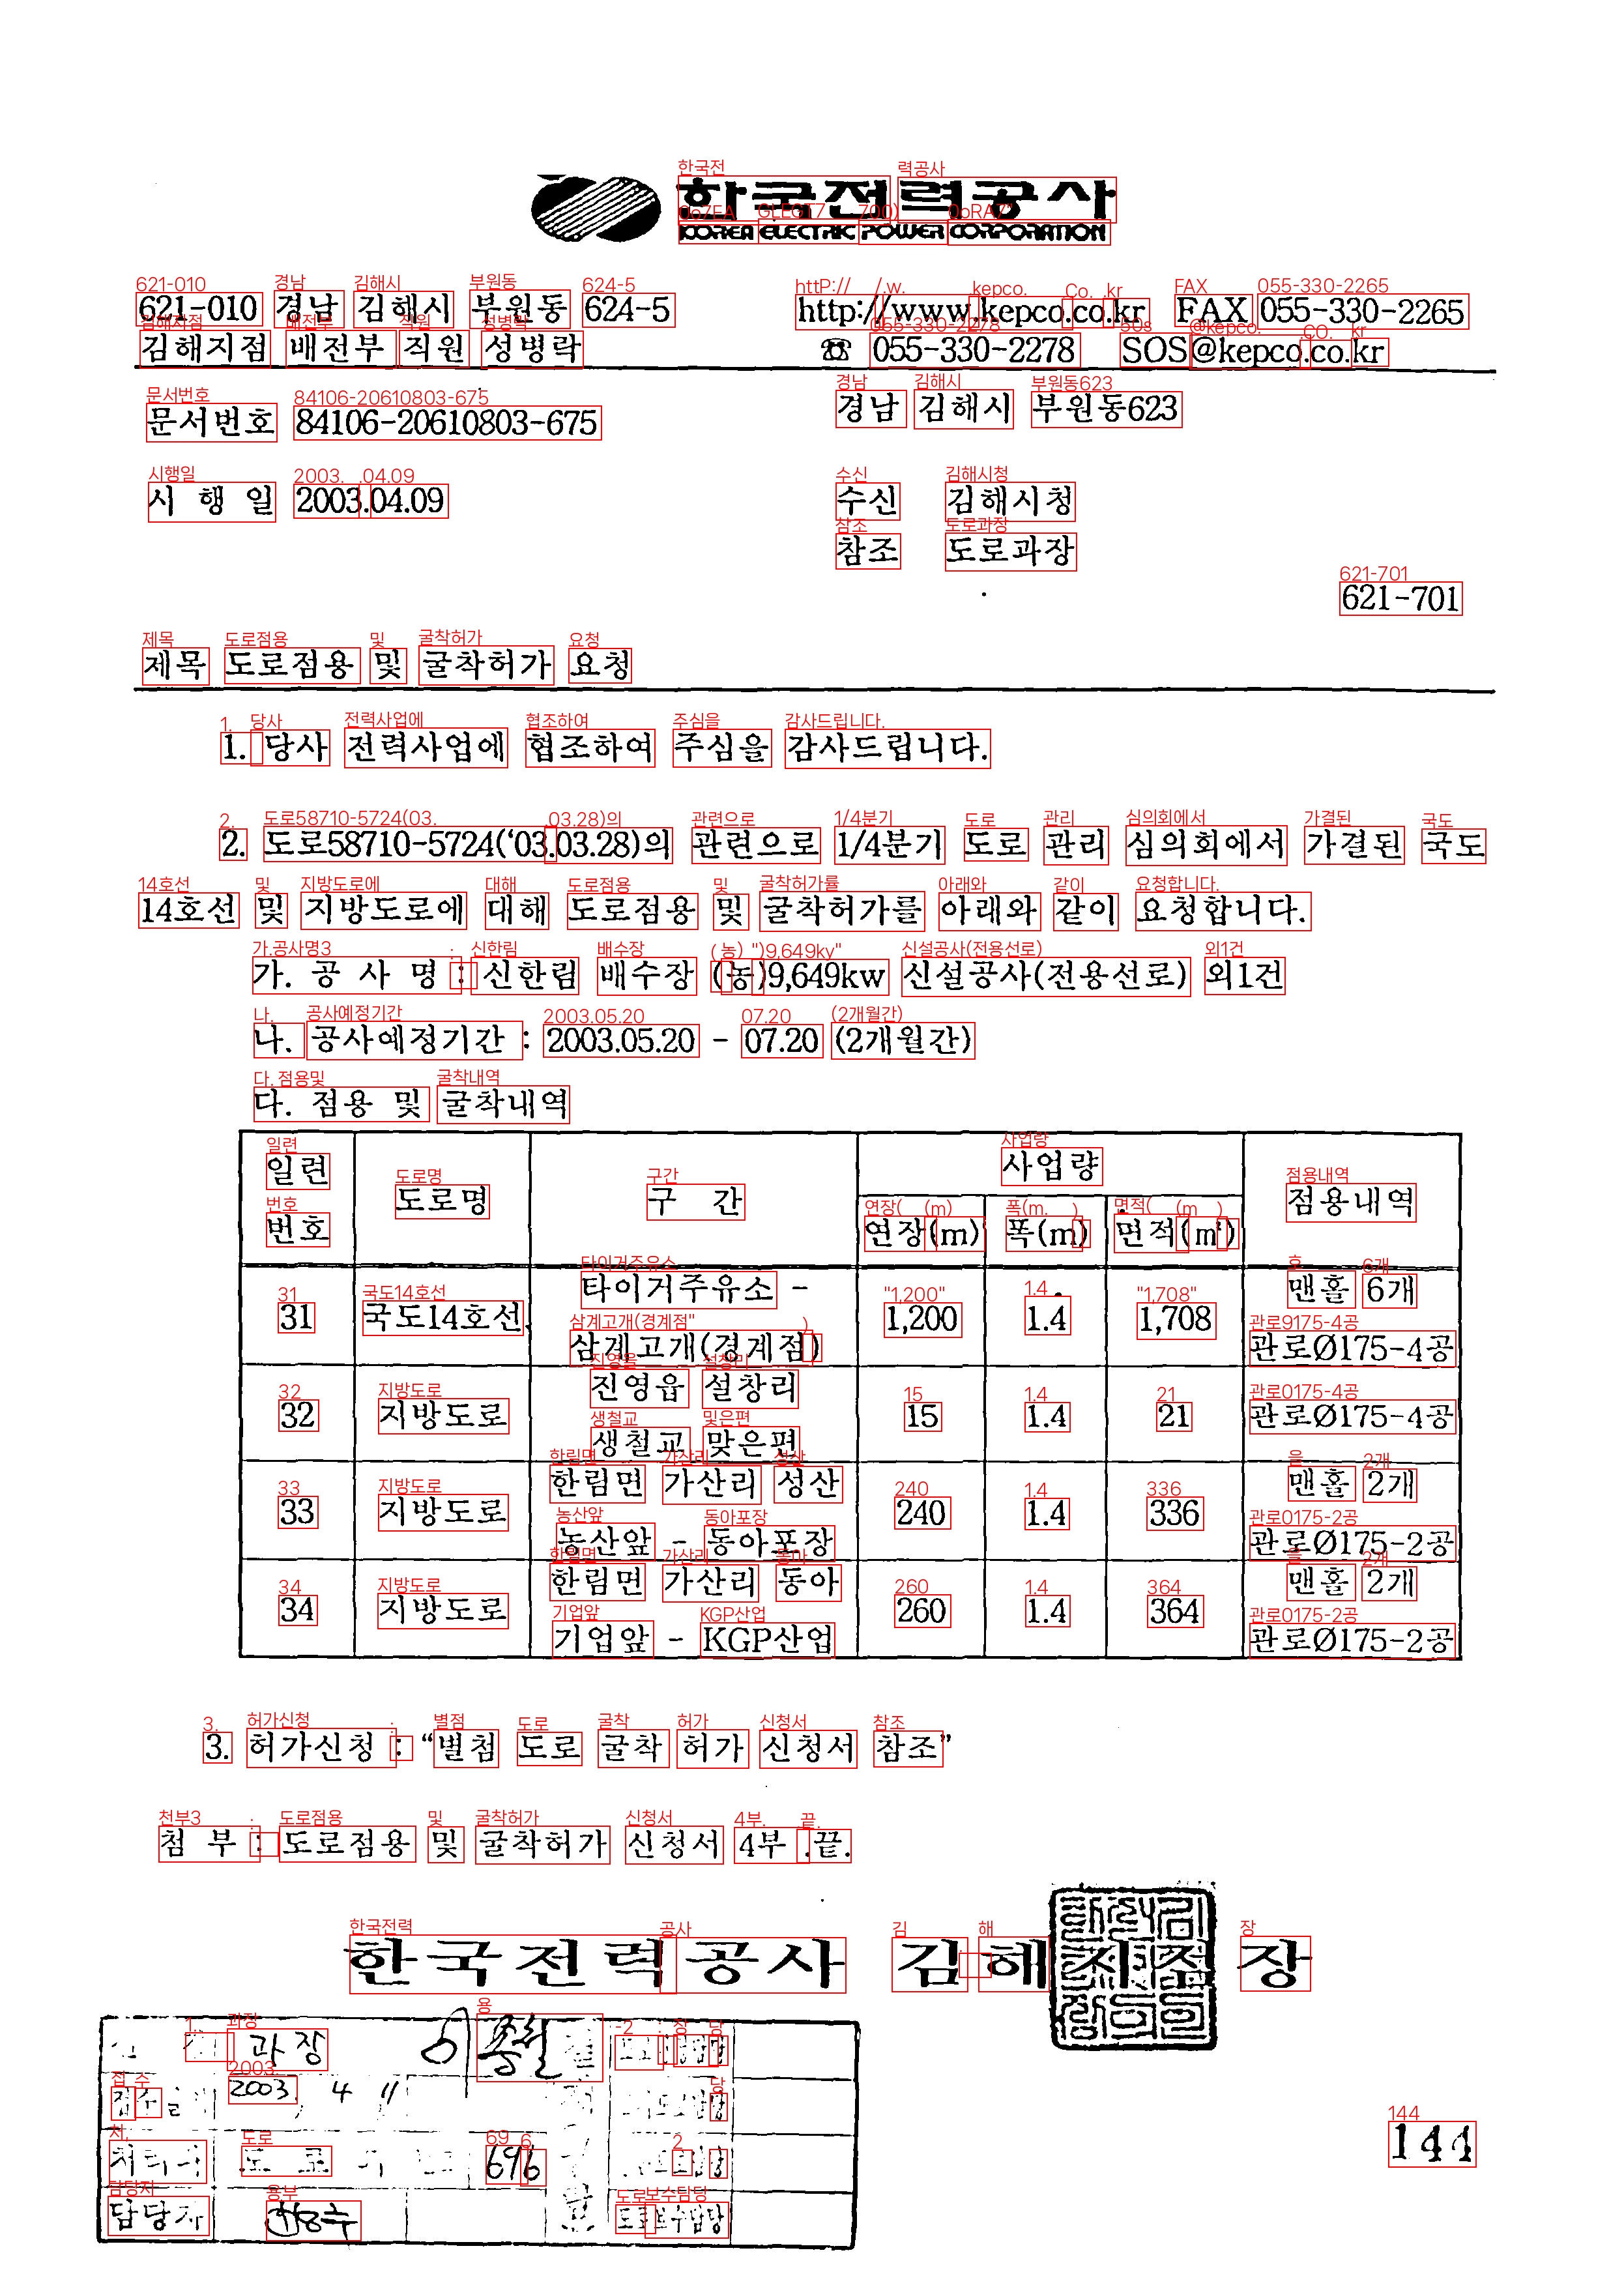 한국전력공사
KOREA ELECTRIC POWER CORPORATION
621-010 경남 김해시 부원동 624-5 http://www.kepco.co.kr FAX 055-330-2265
김해지점 배전부 직원 성병락 ☎ 055-330-2278 SOS@kepco.co.kr
문서번호 84106-20610803-675 경남 김해시 부원동623
시 행 일 2003.04.09 수신 김해시청
참조 도로과장
621-701
제목 도로점용 및 굴착허가 요청
1. 당사 전력사업에 협조하여 주심을 감사드립니다.
2. 도로58710-5724(‘03.03.28)의 관련으로 1/4분기 도로 관리 심의회에서 가결된 국도
14호선 및 지방도로에 대해 도로점용 및 굴착허가를 아래와 같이 요청합니다.
가. 공 사 명 : 신한림 배수장 (농)9,649kw 신설공사(전용선로) 외1건
나. 공사예정기간 : 2003.05.20 - 07.20 (2개월간)
다. 점용 및 굴착내역
일련번호 도로명 구 간 사업량 점용내역
연장(m) 폭(m) 면적(㎡)
31 국도14호선 타이거주유소 - 삼계고개(경계점) 1,200 1.4 1,708 맨홀 6개 관로Ø175-4공
32 지방도로 진영읍 설창리 생철교 맞은편 15 1.4 21 관로Ø175-4공
33 지방도로 한림면 가산리 성산 농산앞 - 동아포장 240 1.4 336 맨홀 2개 관로Ø175-2공
34 지방도로 한림면 가산리 동아 기업앞 - KGP산업 260 1.4 364 맨홀 2개 관로Ø175-2공
3. 허가신청 : “별첨 도로 굴착 허가 신청서 참조”
첨 부 : 도로점용 및 굴착허가 신청서 4부 .끝.
한국전력공사 김해지점장
과장
2003. 4 11
696
담당자 도로보수담당
144